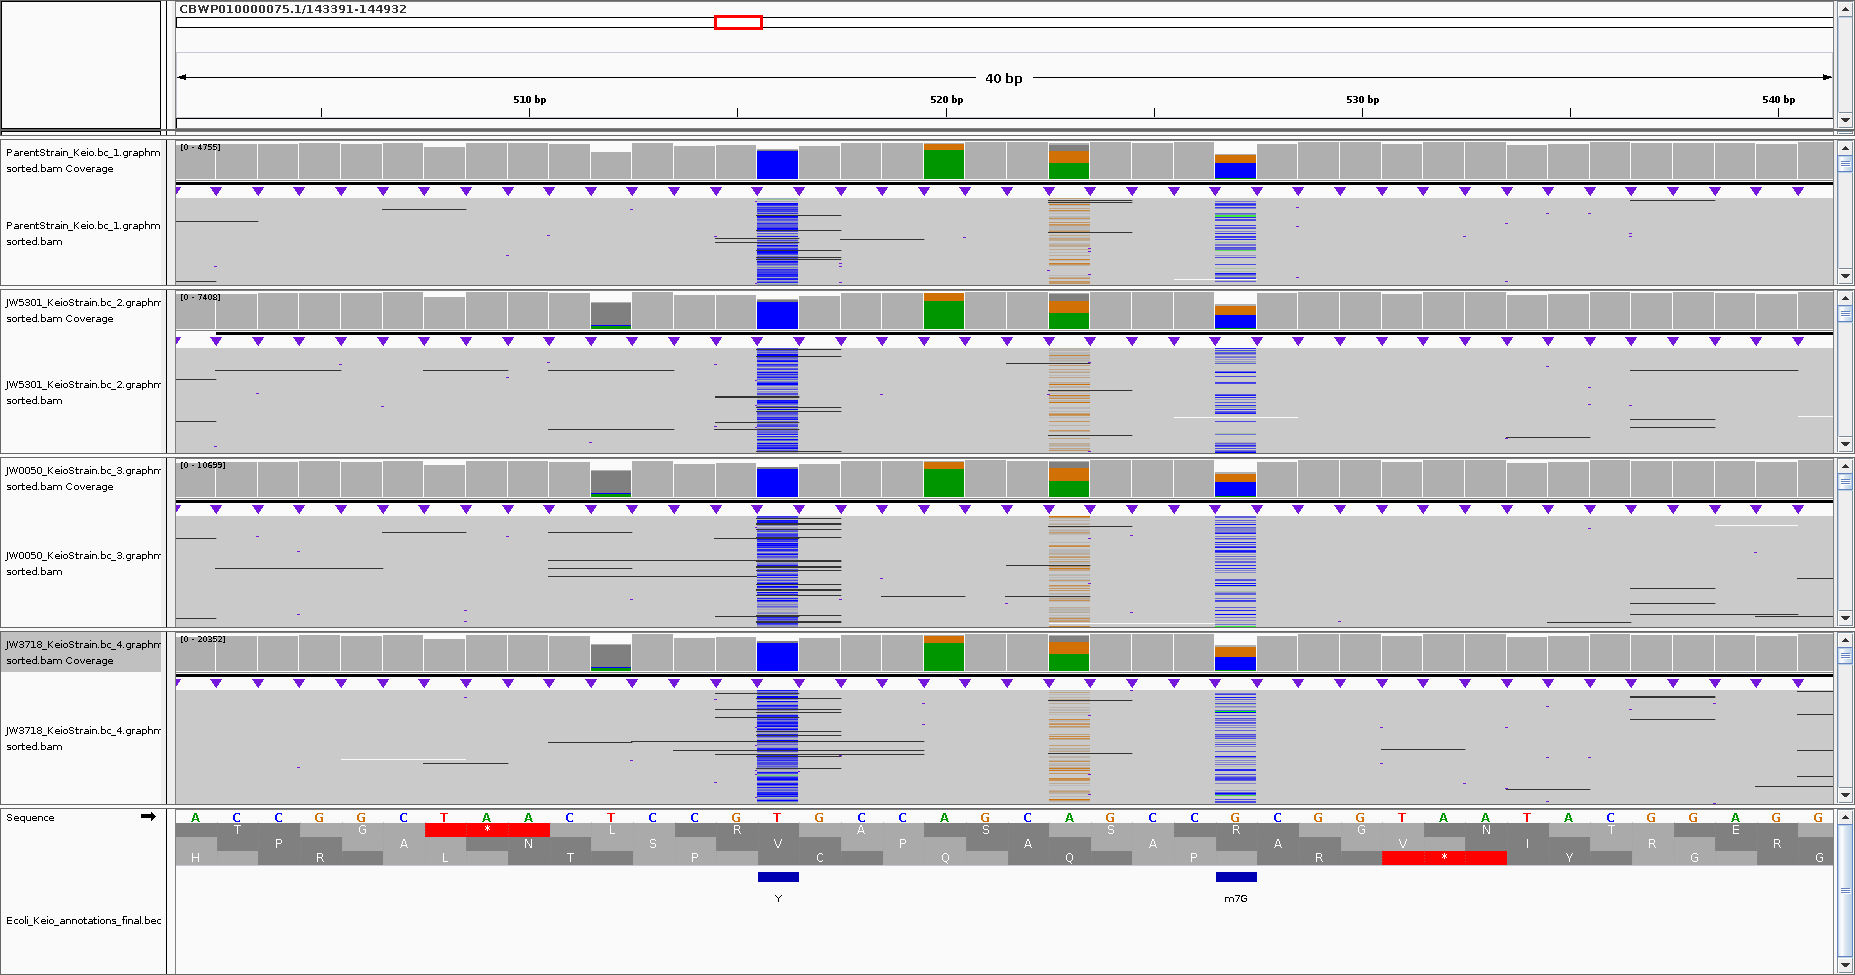 CBWP010000075.1/143391-144932
40 bp
510 bp 520 bp 530 bp 540 bp
ParentStrain_Keio.bc_1.graphm
sorted.bam Coverage
[0 - 4755]
ParentStrain_Keio.bc_1.graphm
sorted.bam
JW5301_KeioStrain.bc_2.graphm
sorted.bam Coverage
[0 - 7408]
JW5301_KeioStrain.bc_2.graphm
sorted.bam
JW0050_KeioStrain.bc_3.graphm
sorted.bam Coverage
[0 - 10699]
JW0050_KeioStrain.bc_3.graphm
sorted.bam
JW3718_KeioStrain.bc_4.graphm
sorted.bam Coverage
[0 - 20352]
JW3718_KeioStrain.bc_4.graphm
sorted.bam
Sequence
A C C G G C T A A C T C C G T G C C A G C A G C C G C G G T A A T A C G G A G G
T G * L R A S S R G N T E
P A N S V P A A A V I R R
H R L T P C Q Q P R * Y G G
Y m7G
Ecoli_Keio_annotations_final.bec